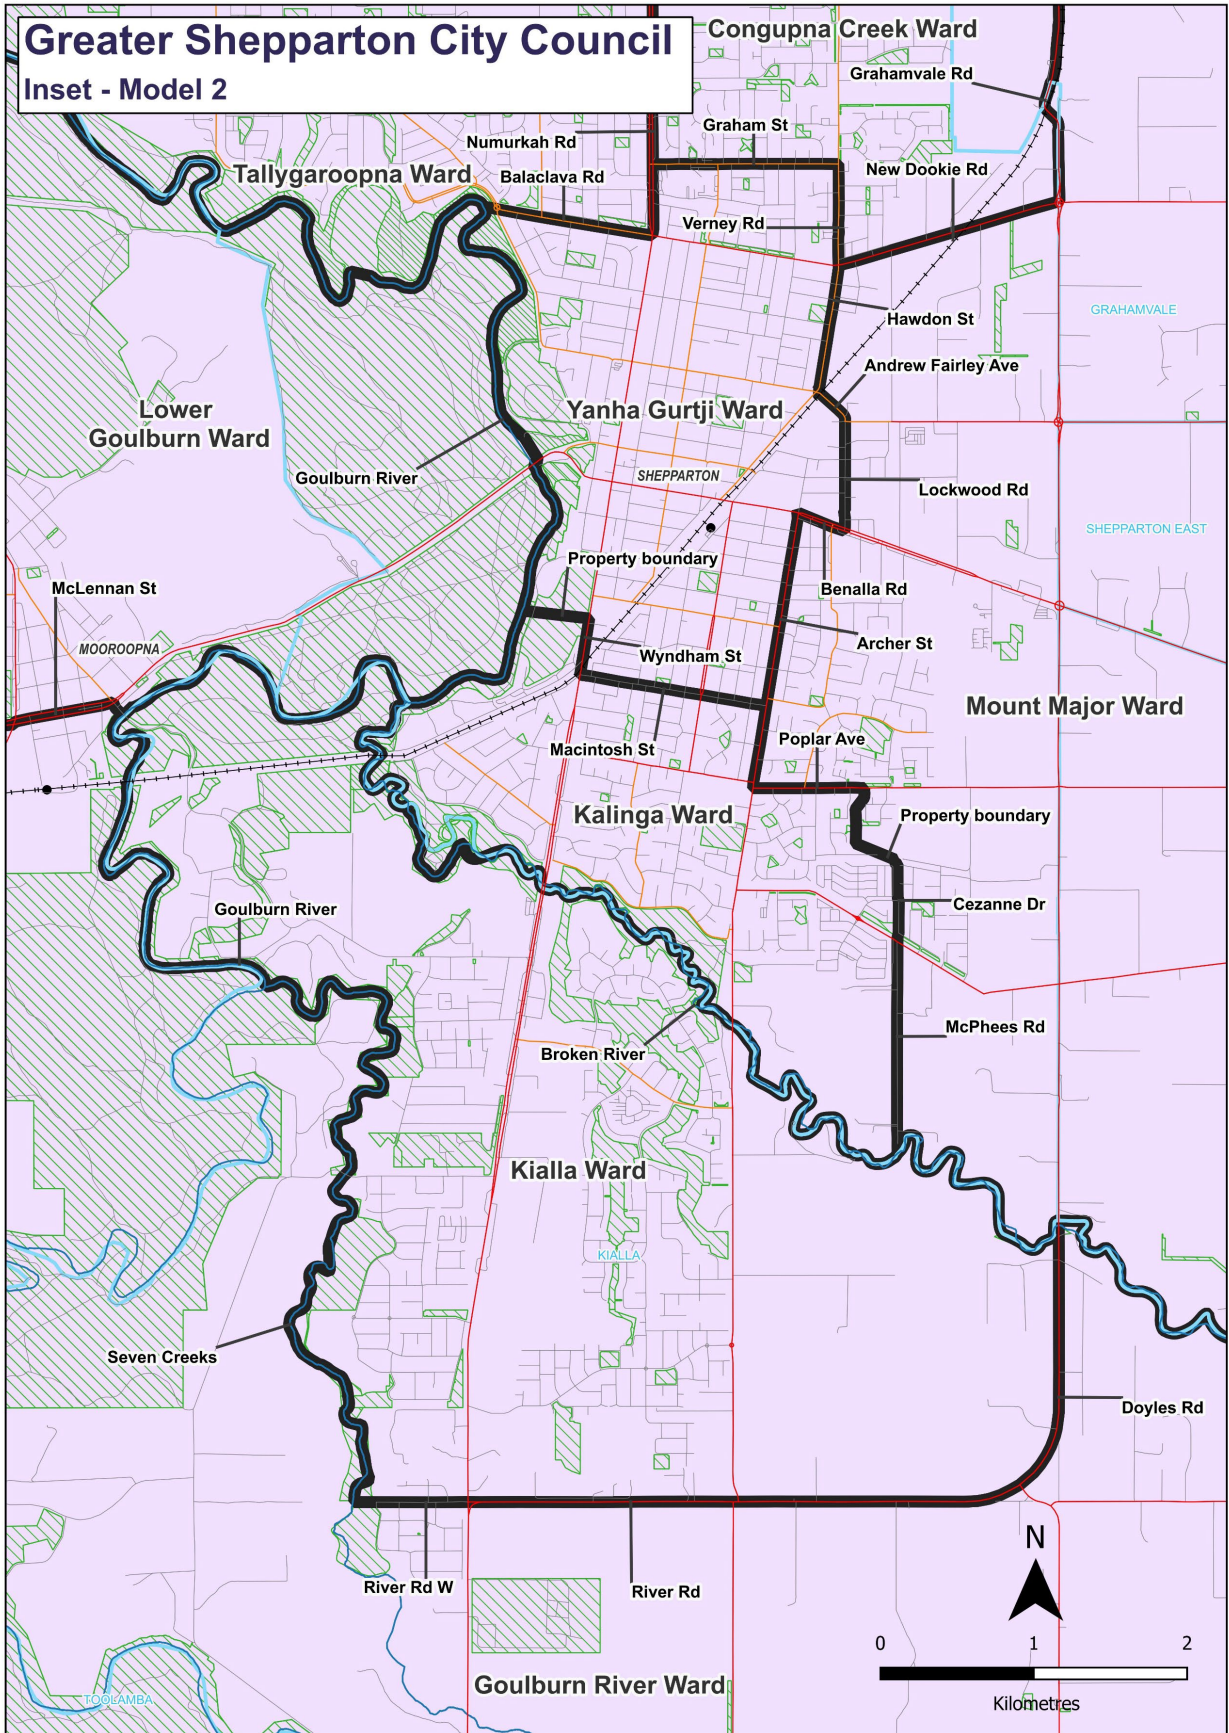 Greater Shepparton City Council
Inset - Model 2
Congupna Creek Ward
Grahamvale Rd
Graham St
Numurkah Rd
New Dookie Rd
Tallygaroopna Ward
Balaclava Rd
Verney Rd
GRAHAMVALE
Hawdon St
Andrew Fairley Ave
Lower
Goulburn Ward
Yanha Gurtji Ward
Goulburn River
SHEPPARTON
Lockwood Rd
SHEPPARTON EAST
Property boundary
McLennan St
Benalla Rd
MOOROOPNA
Archer St
Wyndham St
Mount Major Ward
Macintosh St
Poplar Ave
Kalinga Ward
Property boundary
Cezanne Dr
Goulburn River
McPhees Rd
Broken River
Kialla Ward
KIALLA
Seven Creeks
Doyles Rd
N
River Rd W
River Rd
0 1 2
Kilometres
Goulburn River Ward
TOOLAMBA